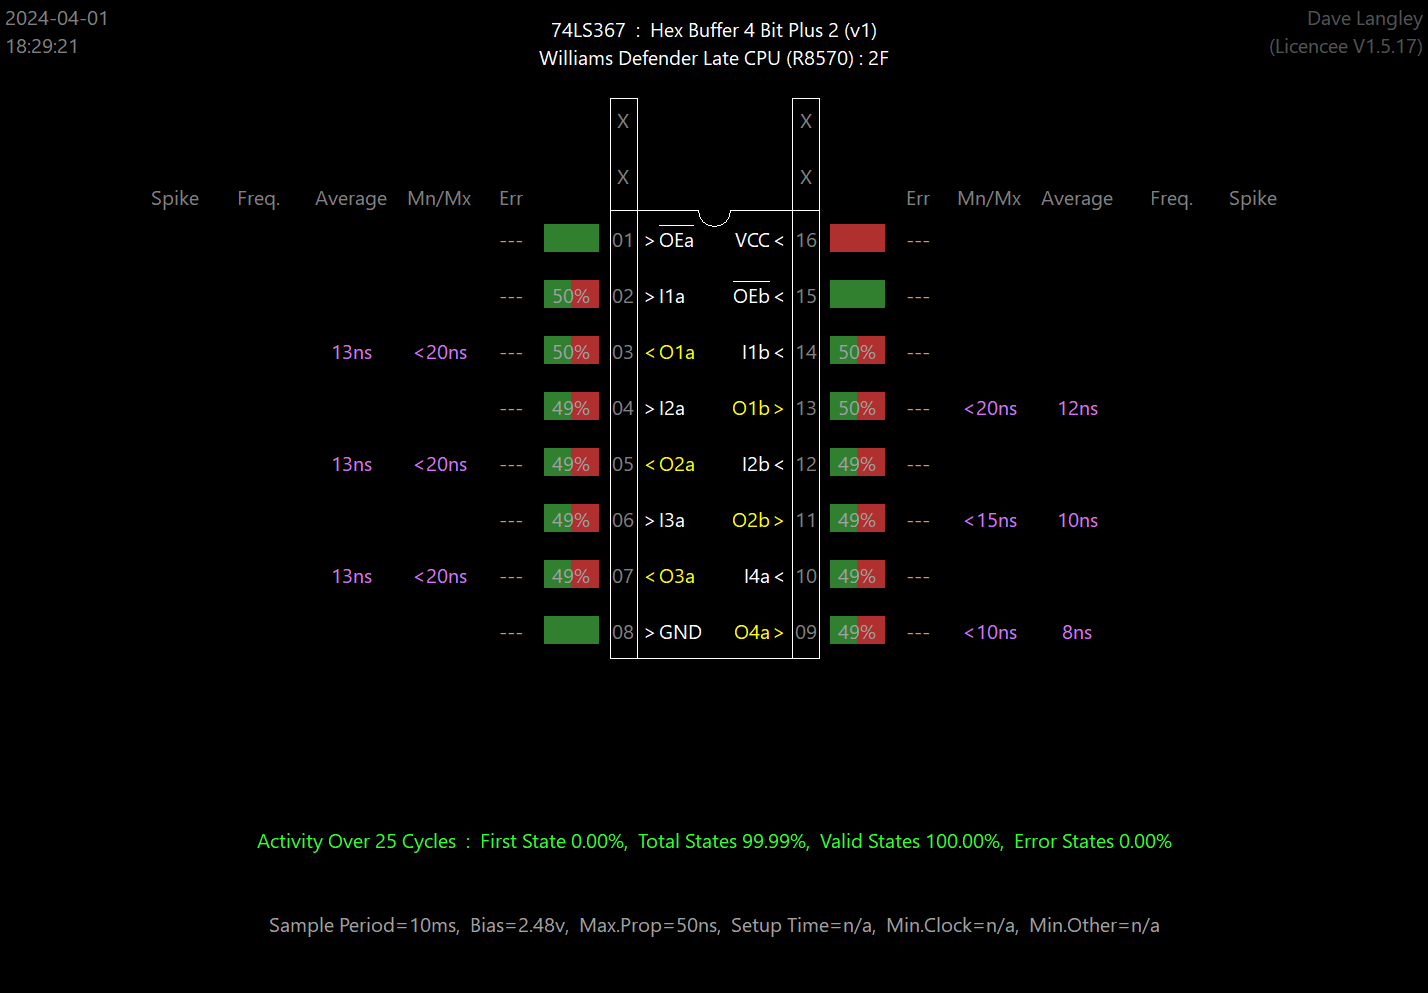 2024-04-01
18:29:21
74LS367 : Hex Buffer 4 Bit Plus 2 (v1)
Williams Defender Late CPU (R8570) : 2F
Dave Langley
(Licencee V1.5.17)
X X
X X
Spike Freq. Average Mn/Mx Err Err Mn/Mx Average Freq. Spike
--- 01 > OEa VCC < 16 ---
--- 50% 02 > I1a OEb < 15 ---
13ns <20ns --- 50% 03 < O1a I1b < 14 50% ---
--- 49% 04 > I2a O1b > 13 50% --- <20ns 12ns
13ns <20ns --- 49% 05 < O2a I2b < 12 49% ---
--- 49% 06 > I3a O2b > 11 49% --- <15ns 10ns
13ns <20ns --- 49% 07 < O3a I4a < 10 49% ---
--- 08 > GND O4a > 09 49% --- <10ns 8ns
Activity Over 25 Cycles : First State 0.00%, Total States 99.99%, Valid States 100.00%, Error States 0.00%
Sample Period=10ms, Bias=2.48v, Max.Prop=50ns, Setup Time=n/a, Min.Clock=n/a, Min.Other=n/a